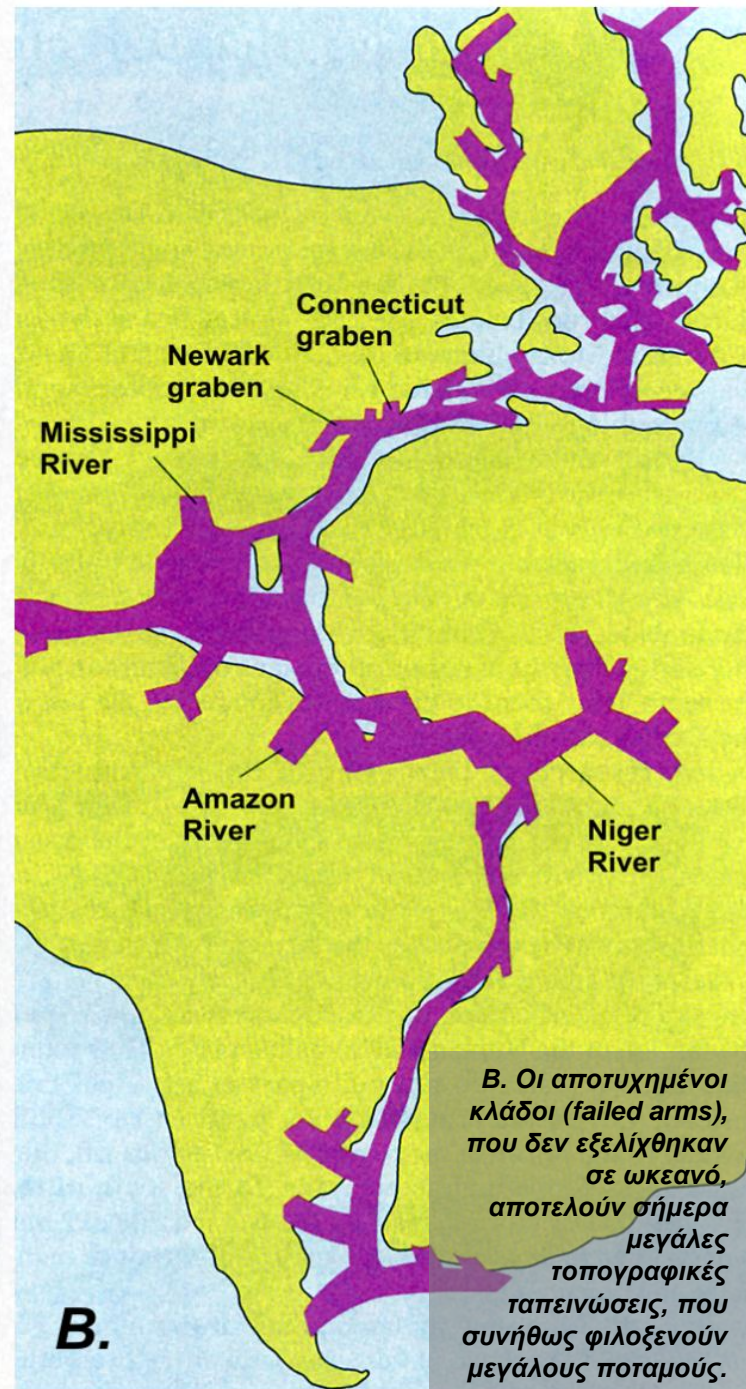 Connecticut
graben
Newark
graben
Mississippi
River
Amazon
River
Niger
River
Β. Οι αποτυχημένοι
κλάδοι (failed arms),
που δεν εξελίχθηκαν
σε ωκεανό,
αποτελούν σήμερα
μεγάλες
τοπογραφικές
ταπεινώσεις, που
συνήθως φιλοξενούν
μεγάλους ποταμούς.
B.